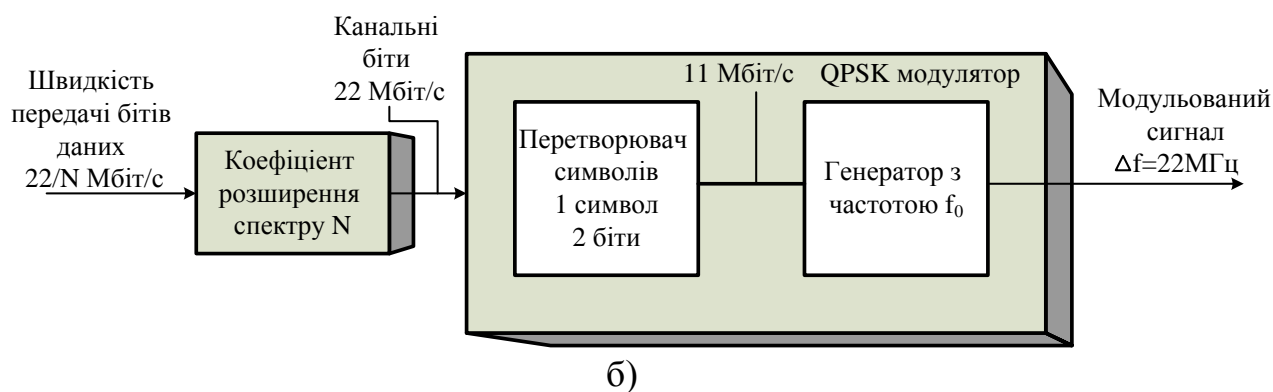 Швидкість
передачі бітів
даних
22/N Мбіт/с
Коефіцієнт
розширення
спектру N
Канальні
біти
22 Мбіт/с
11 Мбіт/с
QPSK модулятор
Перетворювач
символів
1 символ
2 біти
Генератор з
частотою f₀
Модульований
сигнал
Δf=22МГц
б)